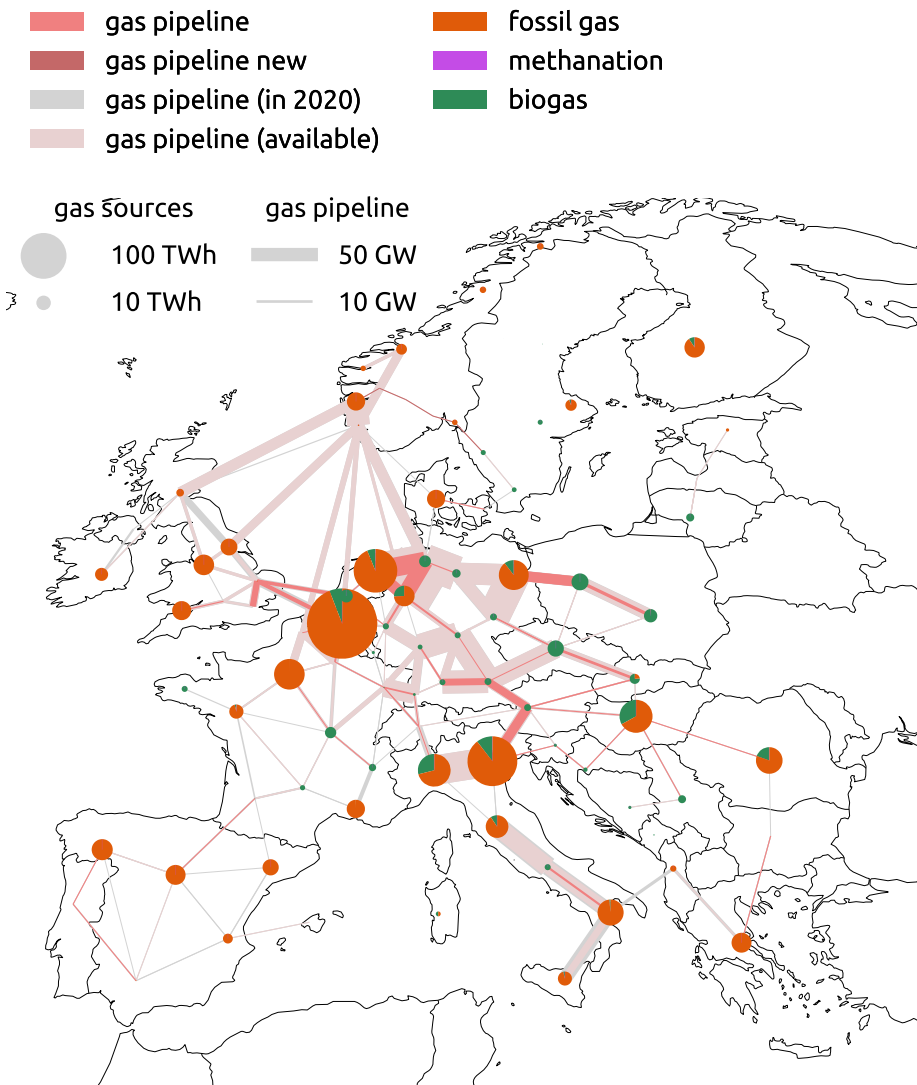 gas pipeline
gas pipeline new
gas pipeline (in 2020)
gas pipeline (available)
fossil gas
methanation
biogas
gas sources
100 TWh
10 TWh
gas pipeline
50 GW
10 GW